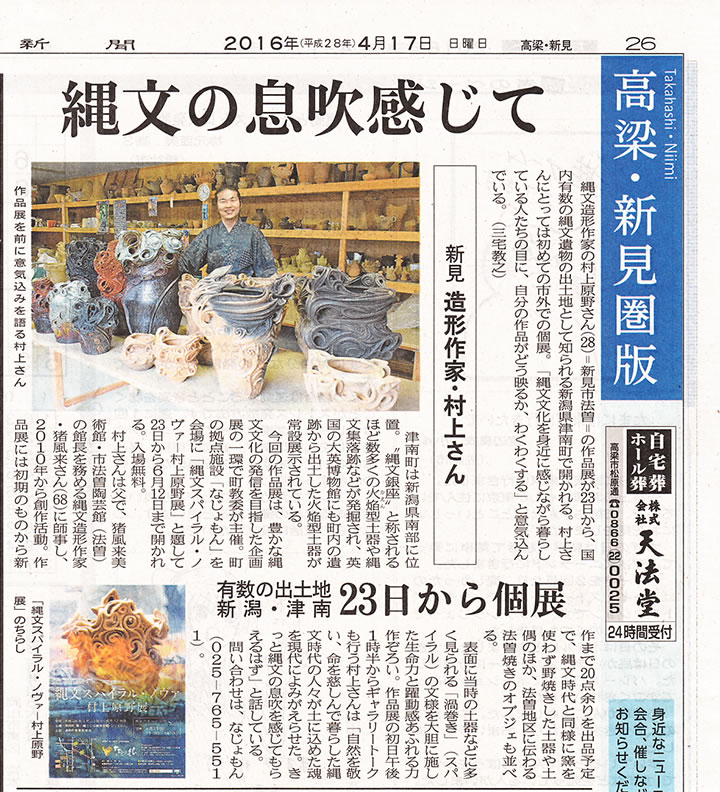 新聞
2016年(平成28年)4月17日 日曜日
高梁・新見
26
Takahashi・Niimi
高梁・新見圏版
縄文の息吹感じて
新見 造形作家・村上さん
縄文造形作家の村上原野さん(28)=新見市法曽=の作品展が23日から、国
内有数の縄文遺物の出土地として知られる新潟県津南町で開かれる。村上さ
んにとっては初めての市外での個展。「縄文文化を身近に感じながら暮らし
ている人たちの目に、自分の作品がどう映るか、わくわくする」と意気込ん
でいる。(三宅教之)
作品展を前に意気込みを語る村上さん
津南町は新潟県南部に位
置。〝縄文銀座〟と称される
ほど数多くの火焔型土器や縄
文集落跡などが発掘され、英
国の大英博物館にも町内の遺
跡から出土した火焔型土器が
常設展示されている。
今回の作品展は、豊かな縄
文文化の発信を目指した企画
展の一環で町教委が主催。町
の拠点施設「なじょもん」を
会場に「縄文スパイラル・ノ
ヴァ―村上原野展」と題して
23日から6月12日まで開かれ
る。入場無料。
村上さんは父で、猪風来美
術館・市法曽陶芸館(法曽)
の館長を務める縄文造形作家
・猪風来さん(68)に師事し、
2010年から創作活動。作
品展には初期のものから新
有数の出土地
新潟・津南
23日から個展
作まで20点余りを出品予定
で、縄文時代と同様に窯を
使わず野焼きした土器や土
偶のほか、法曽地区に伝わる
法曽焼きのオブジェも並べ
る。
表面に当時の土器などに多
く見られる「渦巻き」(スパ
イラル)の文様を大胆に施し
た生命力と躍動感あふれる力
作ぞろい。作品展の初日午後
1時半からギャラリートーク
も行う村上さんは「自然を敬
い、命を慈しんで暮らした縄
文時代の人々が土に込めた魂
を現代によみがえらせた。き
っと縄文の息吹を感じてもら
えるはず」と話している。
問い合わせは、なじょもん
(025―765―551
1)。
「縄文スパイラル・ノヴァ―村上原野
展」のちらし
縄文スパイラル・ノヴァ
村上原野展
自宅葬
ホール葬
株式会社
天法堂
高梁市松原通
☎0866 22 0025
24時間受付
身近なニュー
会合、催しなど
お知らせくだ